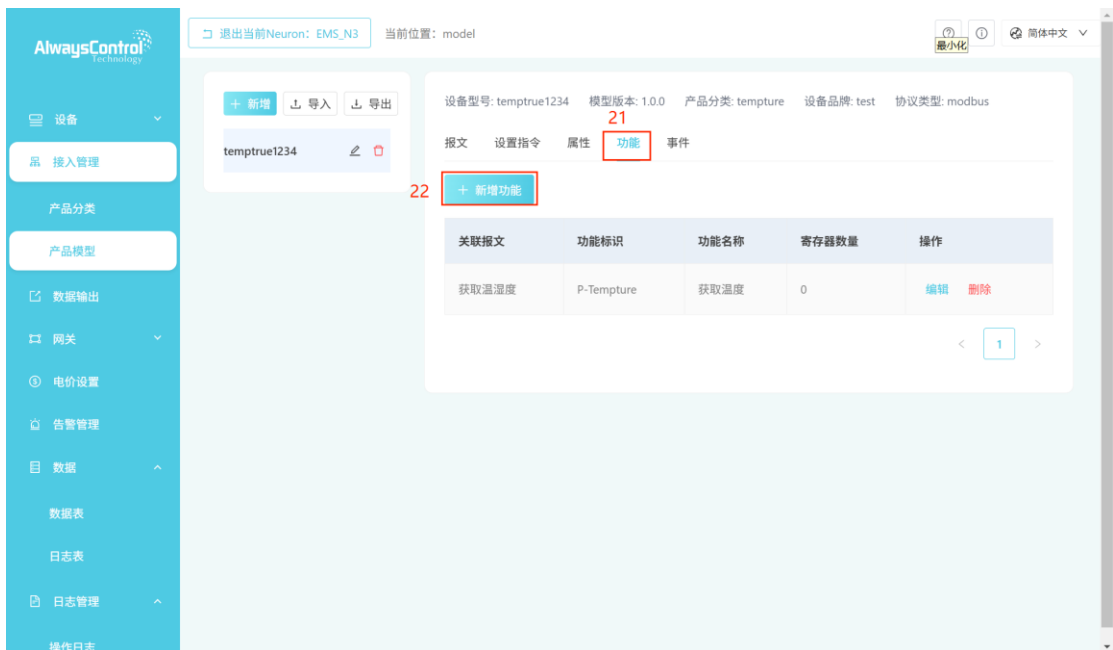 AlwaysControl
Technology
退出当前Neuron：EMS_N3
当前位置：model
最小化
简体中文
设备
接入管理
产品分类
产品模型
数据输出
网关
电价设置
告警管理
数据
数据表
日志表
日志管理
操作日志
+ 新增
导入
导出
temptrue1234
设备型号: temptrue1234 模型版本: 1.0.0 产品分类: tempture 设备品牌: test 协议类型: modbus
21
报文 设置指令 属性 功能 事件
22
+ 新增功能
关联报文 功能标识 功能名称 寄存器数量 操作
获取温湿度 P-Tempture 获取温度 0 编辑 删除
< 1 >